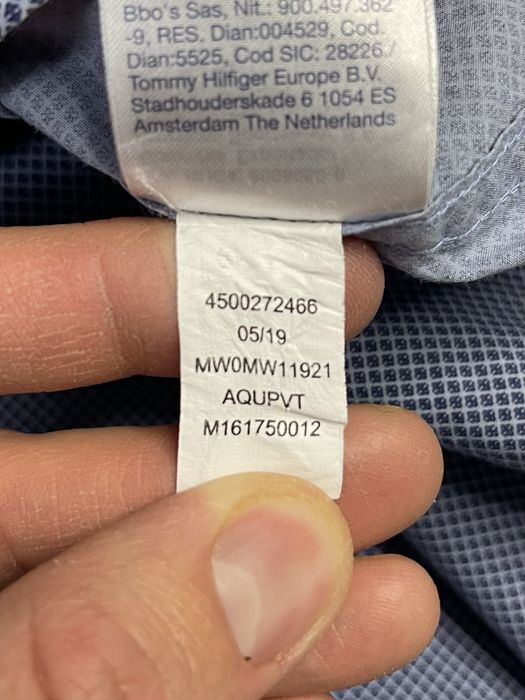 Bbo's Sas, Nit.: 900.497.362
-9, RES. Dian:004529, Cod.
Dian:5525, Cod SIC: 28226./
Tommy Hilfiger Europe B.V.
Stadhouderskade 6 1054 ES
Amsterdam The Netherlands
4500272466
05/19
MW0MW11921
AQUPVT
M161750012